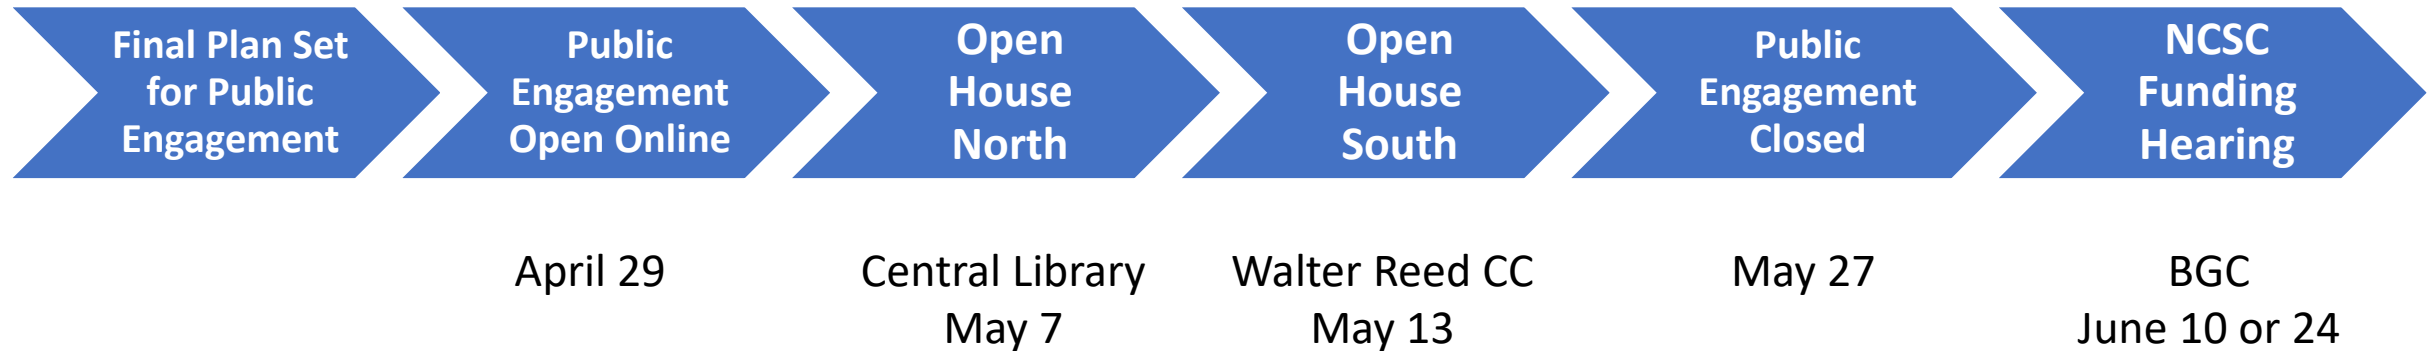 Final Plan Set
for Public
Engagement
Public
Engagement
Open Online
Open
House
North
Open
House
South
Public
Engagement
Closed
NCSC
Funding
Hearing
April 29
Central Library
May 7
Walter Reed CC
May 13
May 27
BGC
June 10 or 24